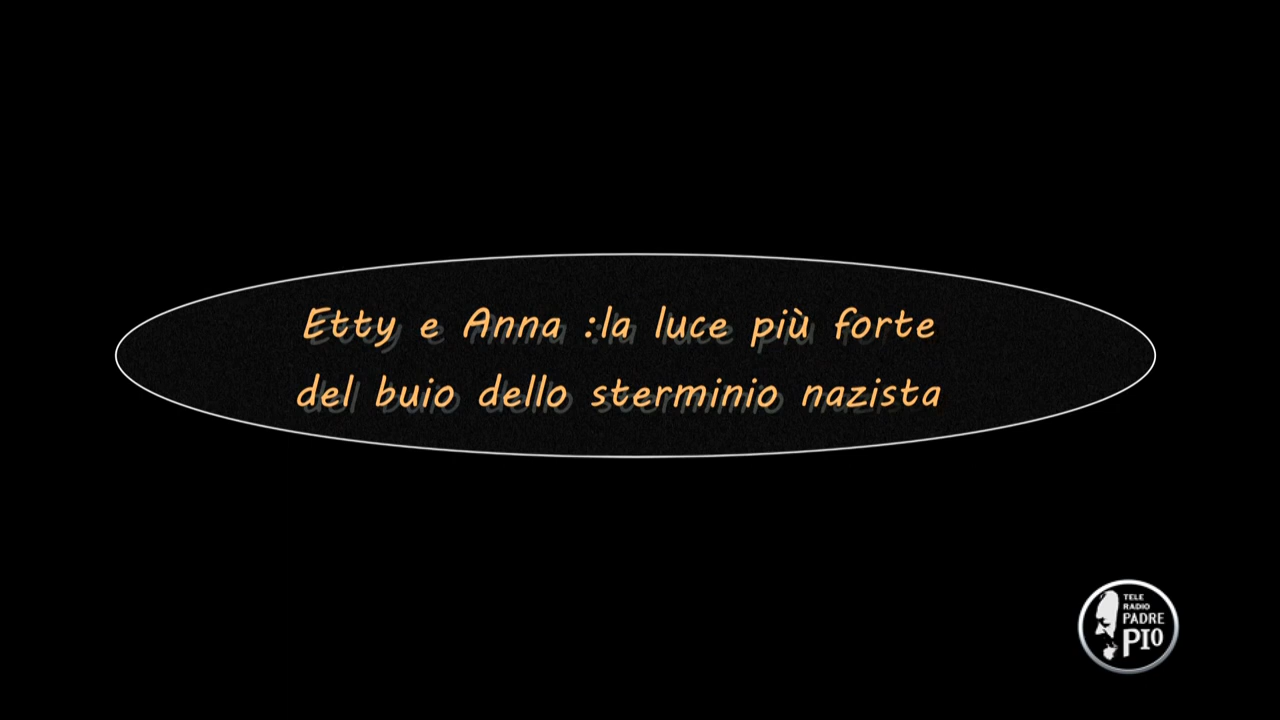 Etty e Anna :la luce più forte
del buio dello sterminio nazista
TELE
RADIO
PADRE
PIO